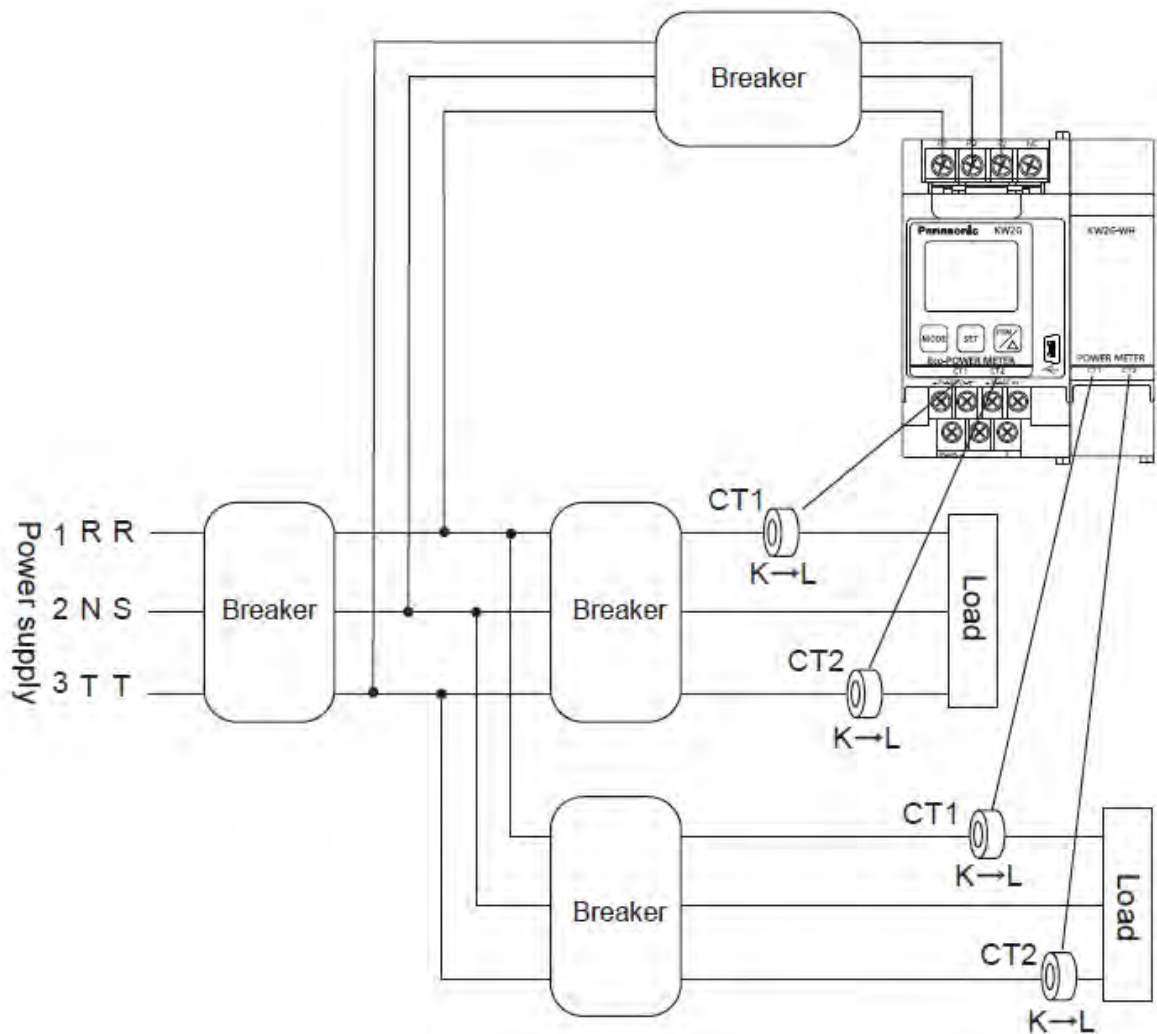 Breaker
NC
Panasonic KW2G
KW2G-WH
MODE SET
Eco-POWER METER
POWER METER
CT1 CT2
CT1 CT2
CT1
K→L
Power supply
1 R R
2 N S
3 T T
Breaker
Breaker
Load
CT2
K→L
CT1
K→L
Breaker
Load
CT2
K→L